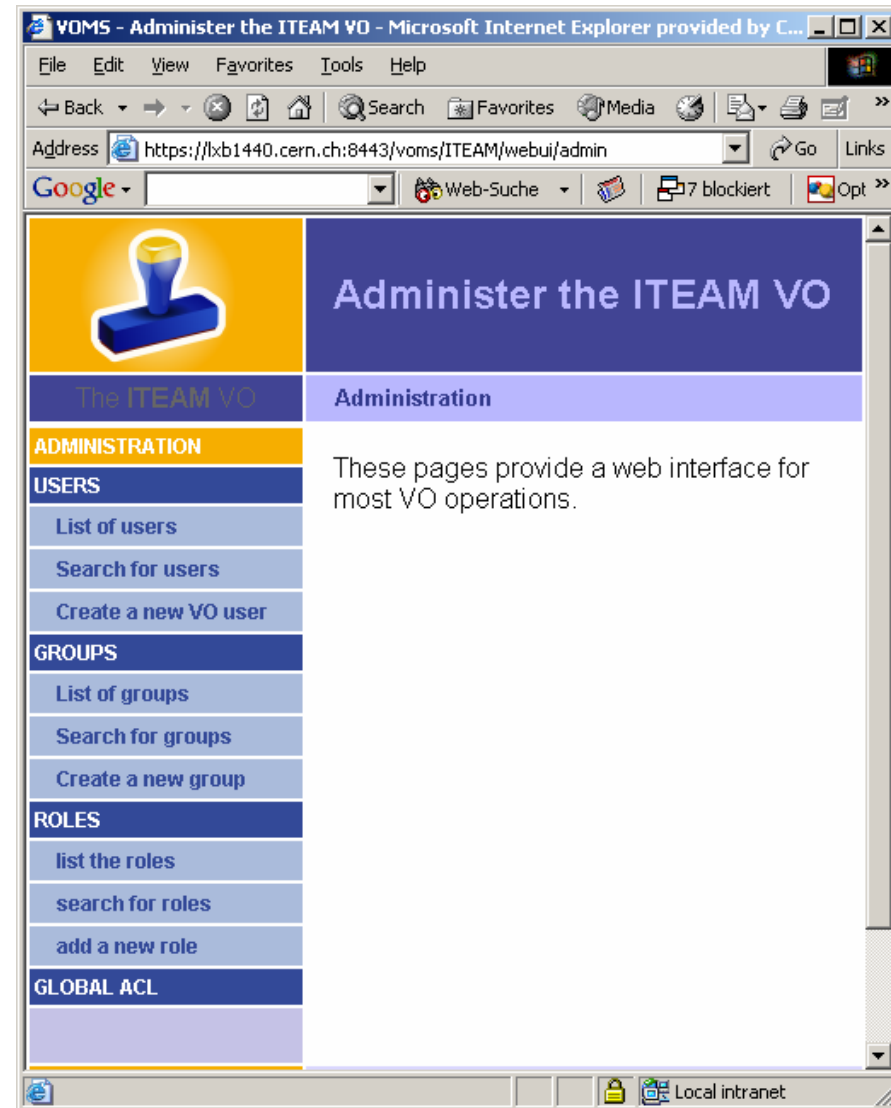 VOMS - Administer the ITEAM VO - Microsoft Internet Explorer provided by C...
File Edit View Favorites Tools Help
Back Search Favorites Media »
Address https://lxb1440.cern.ch:8443/voms/ITEAM/webui/admin Go Links
Google Web-Suche 7 blockiert Opt »
Administer the ITEAM VO
The ITEAM VO
Administration
ADMINISTRATION
These pages provide a web interface for
most VO operations.
USERS
List of users
Search for users
Create a new VO user
GROUPS
List of groups
Search for groups
Create a new group
ROLES
list the roles
search for roles
add a new role
GLOBAL ACL
Local intranet